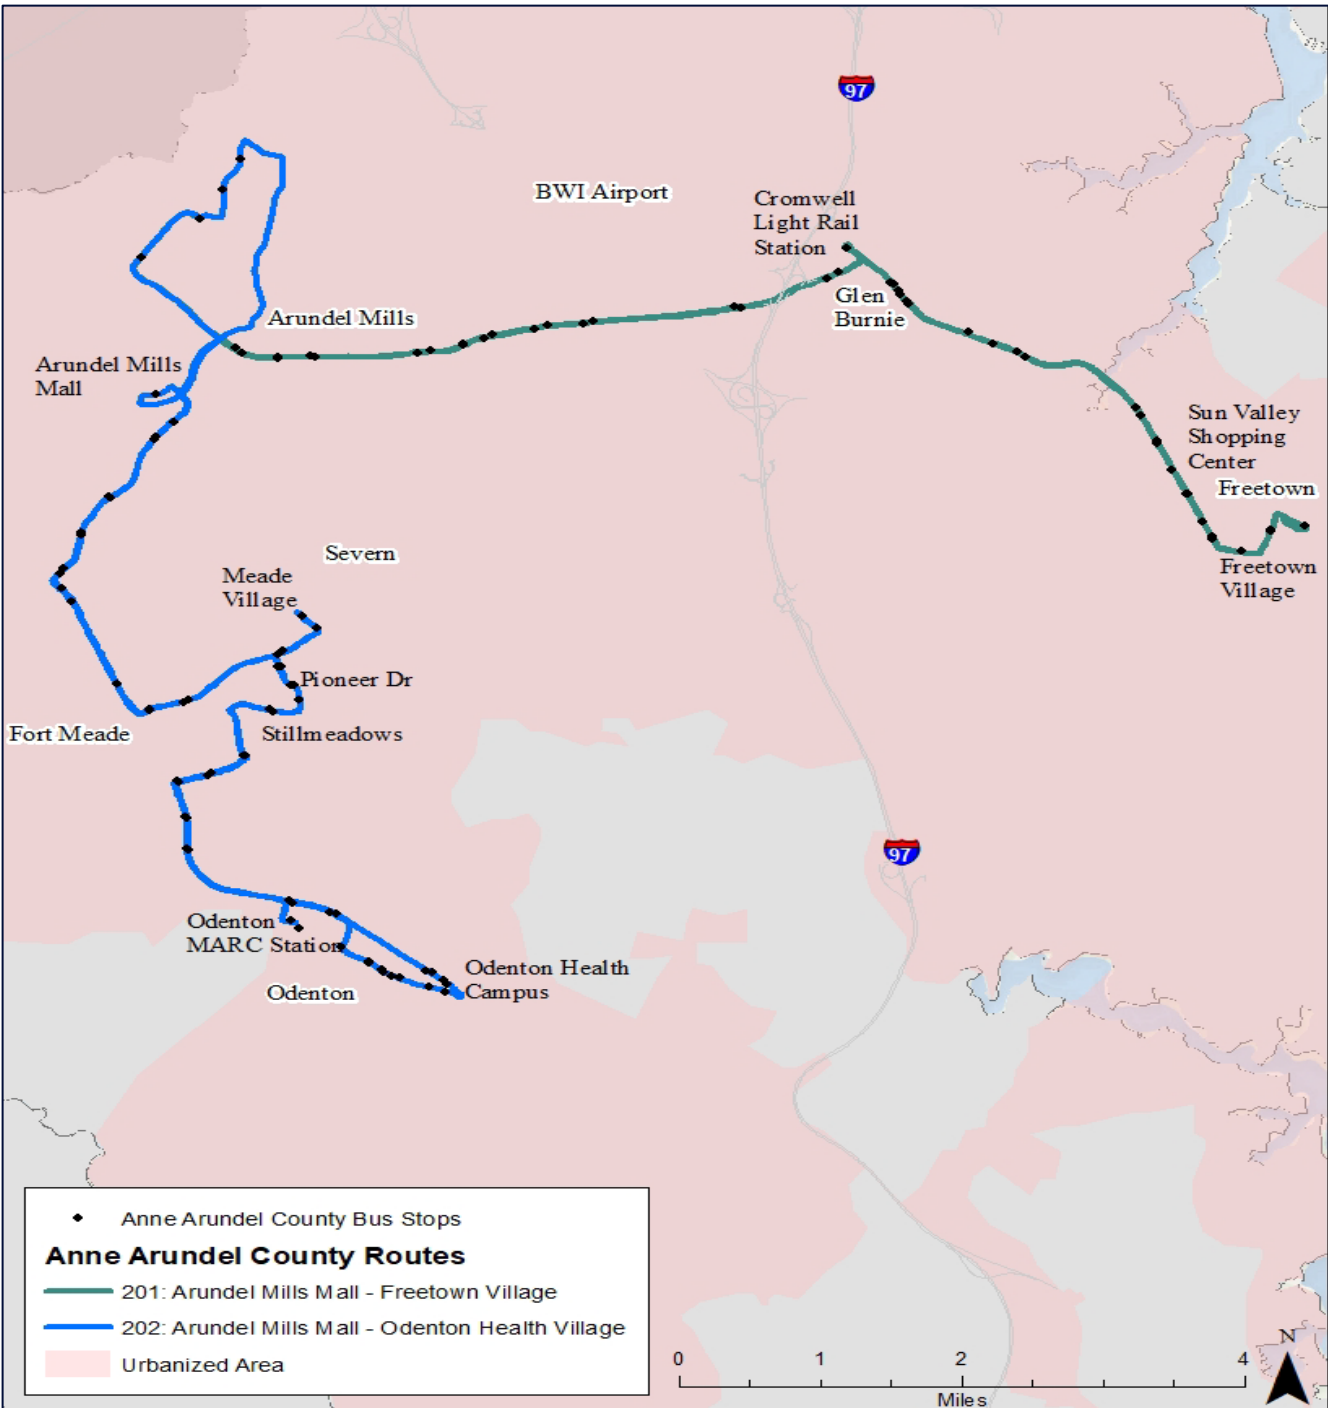 97
BWI Airport
Cromwell
Light Rail
Station
Glen
Burnie
Arundel Mills
Arundel Mills
Mall
Sun Valley
Shopping
Center
Freetown
Freetown
Village
Severn
Meade
Village
Pioneer Dr
Fort Meade
Stillmeadows
97
Odenton
MARC Station
Odenton Health
Campus
Odenton
Anne Arundel County Bus Stops
Anne Arundel County Routes
201: Arundel Mills Mall - Freetown Village
202: Arundel Mills Mall - Odenton Health Village
Urbanized Area
0 1 2 4
Miles
N